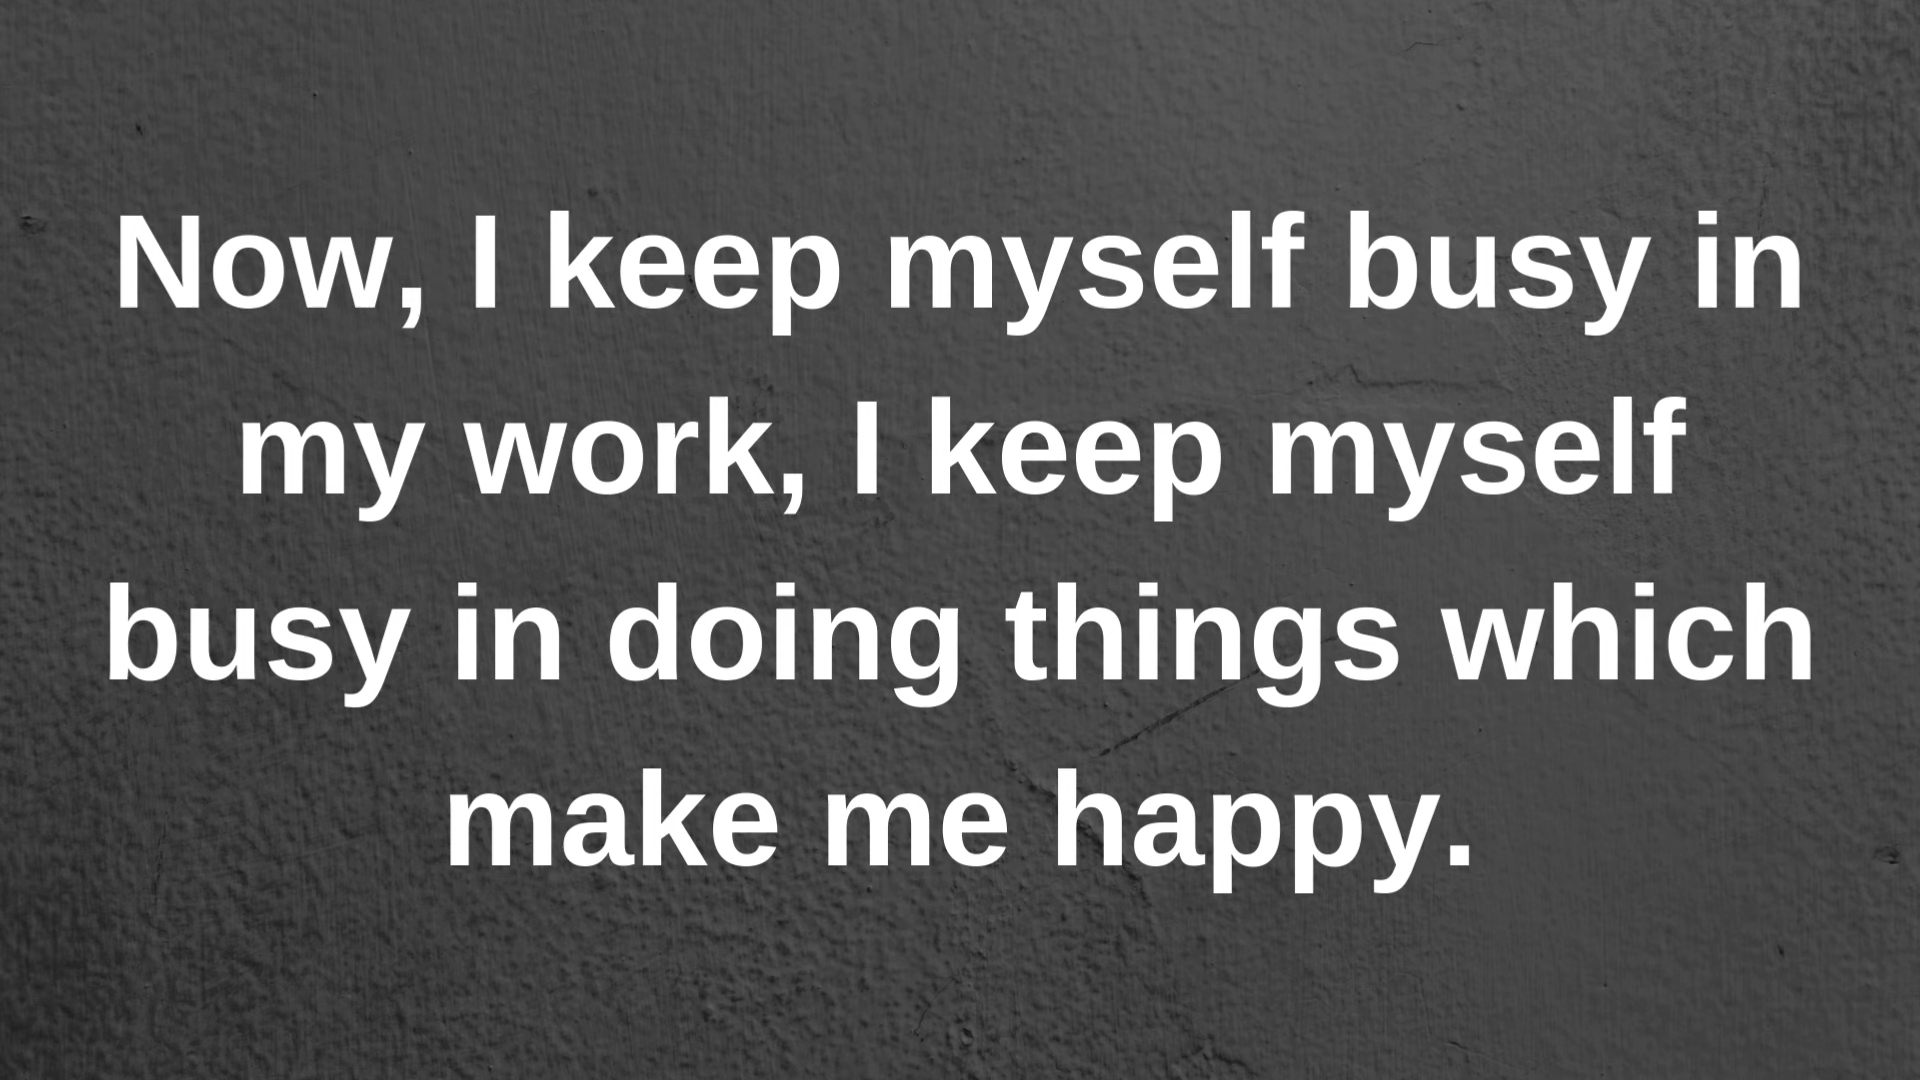 Now, I keep myself busy in
my work, I keep myself
busy in doing things which
make me happy.